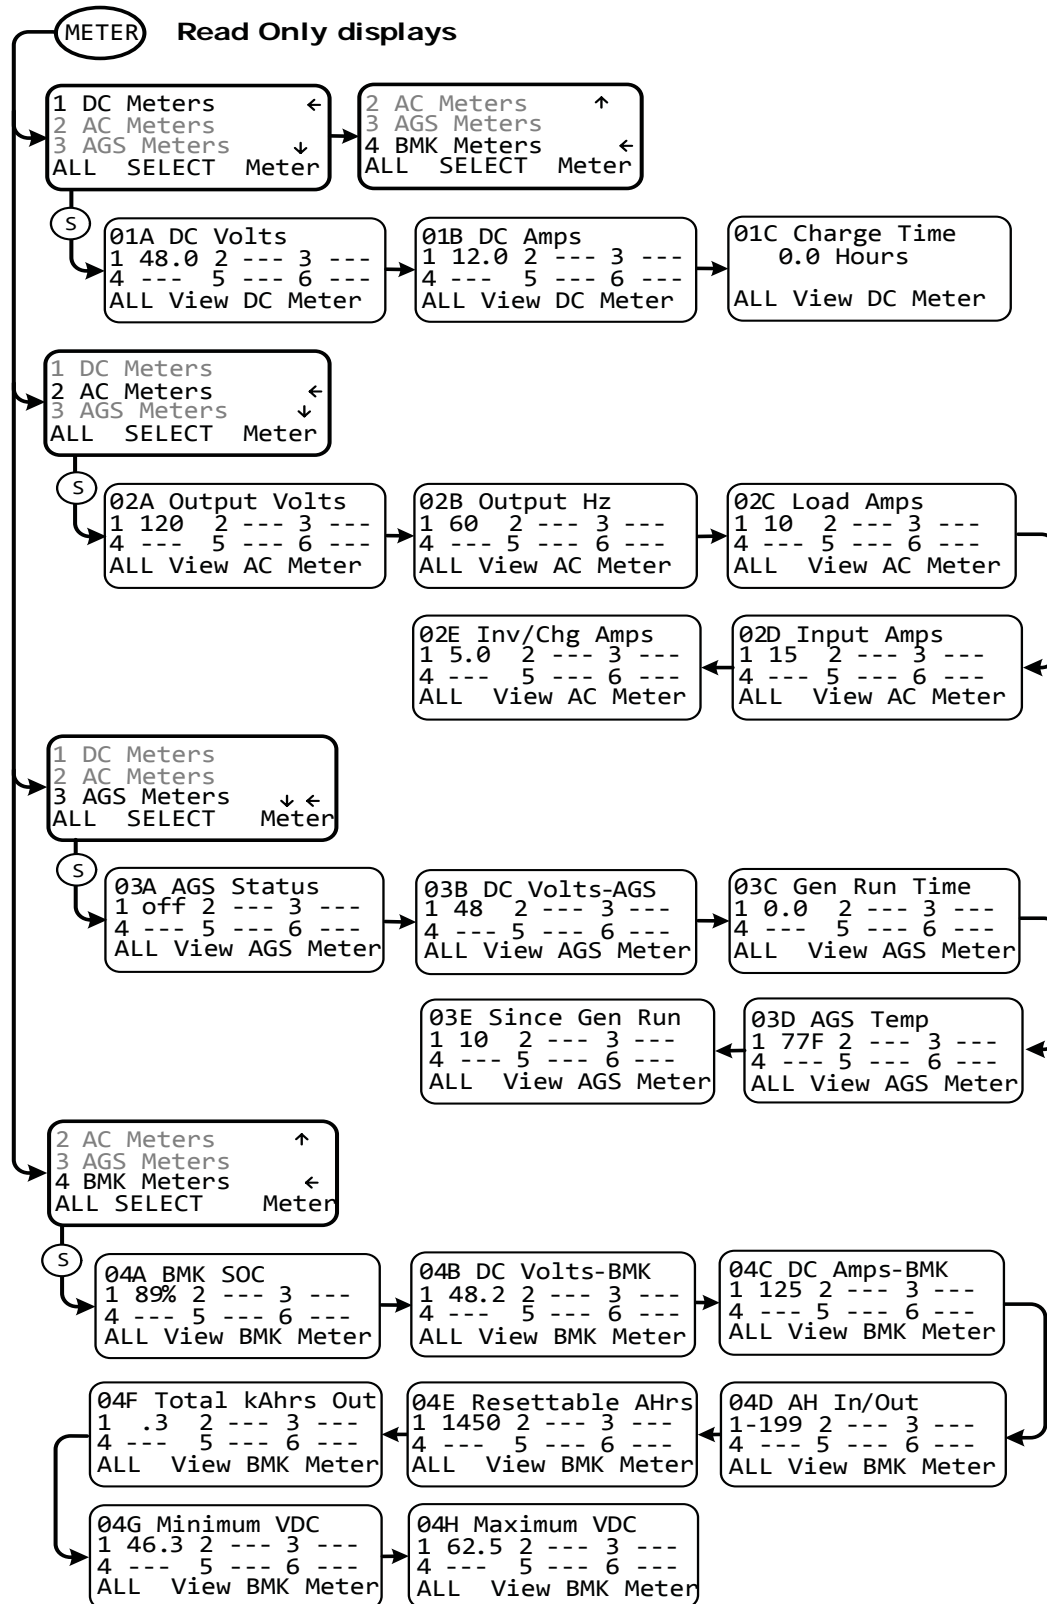 METER Read Only displays
1 DC Meters ←
2 AC Meters
3 AGS Meters ↓
ALL SELECT Meter
2 AC Meters ↑
3 AGS Meters
4 BMK Meters ←
ALL SELECT Meter
S
01A DC Volts
1 48.0 2 --- 3 ---
4 --- 5 --- 6 ---
ALL View DC Meter
01B DC Amps
1 12.0 2 --- 3 ---
4 --- 5 --- 6 ---
ALL View DC Meter
01C Charge Time
0.0 Hours
ALL View DC Meter
1 DC Meters
2 AC Meters ←
3 AGS Meters ↓
ALL SELECT Meter
S
02A Output Volts
1 120 2 --- 3 ---
4 --- 5 --- 6 ---
ALL View AC Meter
02B Output Hz
1 60 2 --- 3 ---
4 --- 5 --- 6 ---
ALL View AC Meter
02C Load Amps
1 10 2 --- 3 ---
4 --- 5 --- 6 ---
ALL View AC Meter
02E Inv/Chg Amps
1 5.0 2 --- 3 ---
4 --- 5 --- 6 ---
ALL View AC Meter
02D Input Amps
1 15 2 --- 3 ---
4 --- 5 --- 6 ---
ALL View AC Meter
1 DC Meters
2 AC Meters
3 AGS Meters ↓ ←
ALL SELECT Meter
S
03A AGS Status
1 off 2 --- 3 ---
4 --- 5 --- 6 ---
ALL View AGS Meter
03B DC Volts-AGS
1 48 2 --- 3 ---
4 --- 5 --- 6 ---
ALL View AGS Meter
03C Gen Run Time
1 0.0 2 --- 3 ---
4 --- 5 --- 6 ---
ALL View AGS Meter
03E Since Gen Run
1 10 2 --- 3 ---
4 --- 5 --- 6 ---
ALL View AGS Meter
03D AGS Temp
1 77F 2 --- 3 ---
4 --- 5 --- 6 ---
ALL View AGS Meter
2 AC Meters ↑
3 AGS Meters
4 BMK Meters ←
ALL SELECT Meter
S
04A BMK SOC
1 89% 2 --- 3 ---
4 --- 5 --- 6 ---
ALL View BMK Meter
04B DC Volts-BMK
1 48.2 2 --- 3 ---
4 --- 5 --- 6 ---
ALL View BMK Meter
04C DC Amps-BMK
1 125 2 --- 3 ---
4 --- 5 --- 6 ---
ALL View BMK Meter
04F Total kAhrs Out
1 .3 2 --- 3 ---
4 --- 5 --- 6 ---
ALL View BMK Meter
04E Resettable AHrs
1 1450 2 --- 3 ---
4 --- 5 --- 6 ---
ALL View BMK Meter
04D AH In/Out
1-199 2 --- 3 ---
4 --- 5 --- 6 ---
ALL View BMK Meter
04G Minimum VDC
1 46.3 2 --- 3 ---
4 --- 5 --- 6 ---
ALL View BMK Meter
04H Maximum VDC
1 62.5 2 --- 3 ---
4 --- 5 --- 6 ---
ALL View BMK Meter